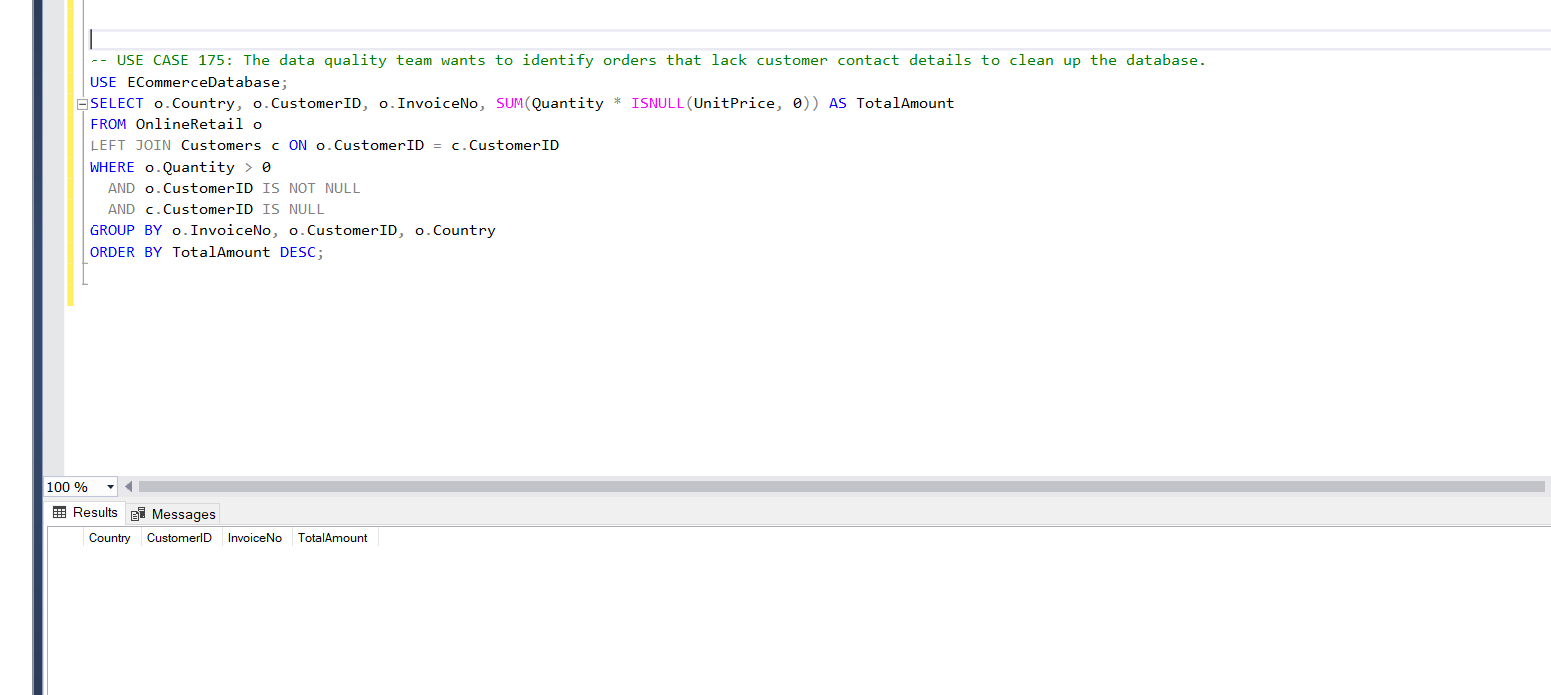 -- USE CASE 175: The data quality team wants to identify orders that lack customer contact details to clean up the database.
USE ECommerceDatabase;
SELECT o.Country, o.CustomerID, o.InvoiceNo, SUM(Quantity * ISNULL(UnitPrice, 0)) AS TotalAmount
FROM OnlineRetail o
LEFT JOIN Customers c ON o.CustomerID = c.CustomerID
WHERE o.Quantity > 0
  AND o.CustomerID IS NOT NULL
  AND c.CustomerID IS NULL
GROUP BY o.InvoiceNo, o.CustomerID, o.Country
ORDER BY TotalAmount DESC;
100 %
Results Messages
Country CustomerID InvoiceNo TotalAmount